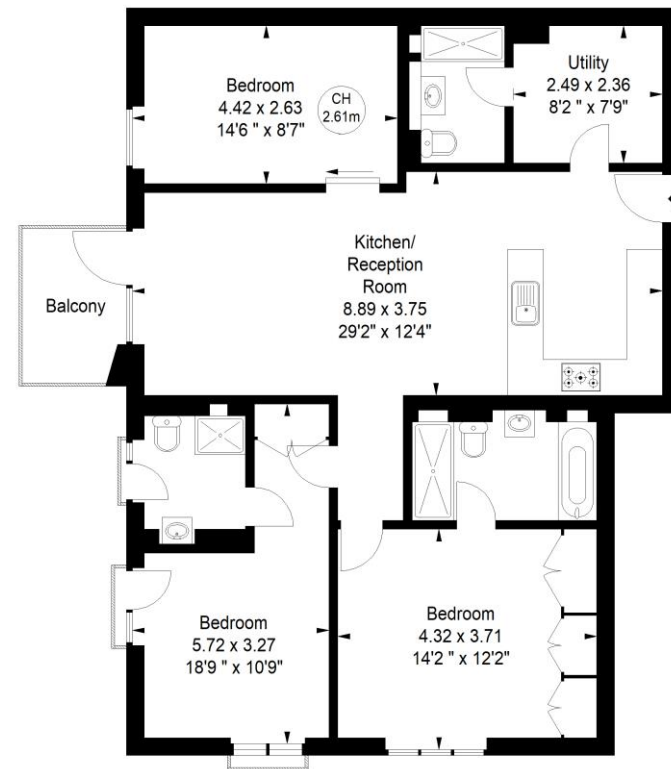 Bedroom
4.42 x 2.63
14'6 " x 8'7"
CH
2.61m
Utility
2.49 x 2.36
8'2 " x 7'9"
Kitchen/
Reception
Room
8.89 x 3.75
29'2" x 12'4"
Balcony
Bedroom
5.72 x 3.27
18'9 " x 10'9"
Bedroom
4.32 x 3.71
14'2 " x 12'2"